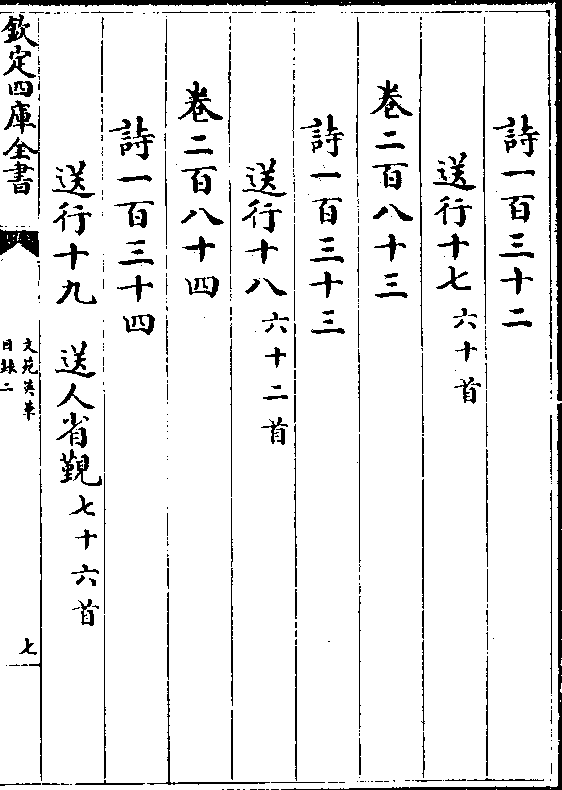 詩一百三十二
送行十七六十首
卷二百八十三
詩一百三十三
送行十八六十二首
卷二百八十四
詩一百三十四
送行十九 送人省覲七十六首
欽定四庫全書
文苑英華
目錄二
七